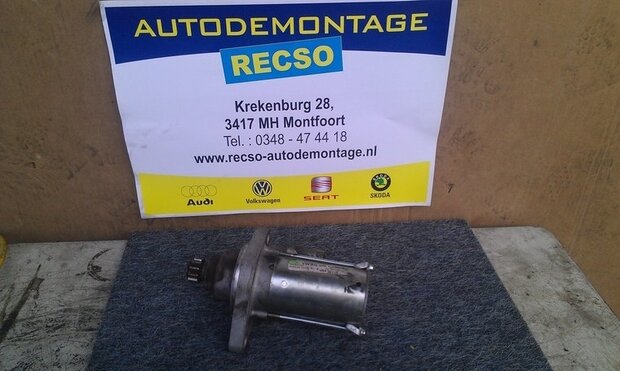 AUTODEMONTAGE
RECSO
Krekenburg 28,
3417 MH Montfoort
Tel. : 0348 - 47 44 18
www.recso-autodemontage.nl
Audi
Volkswagen
SEAT
SKODA